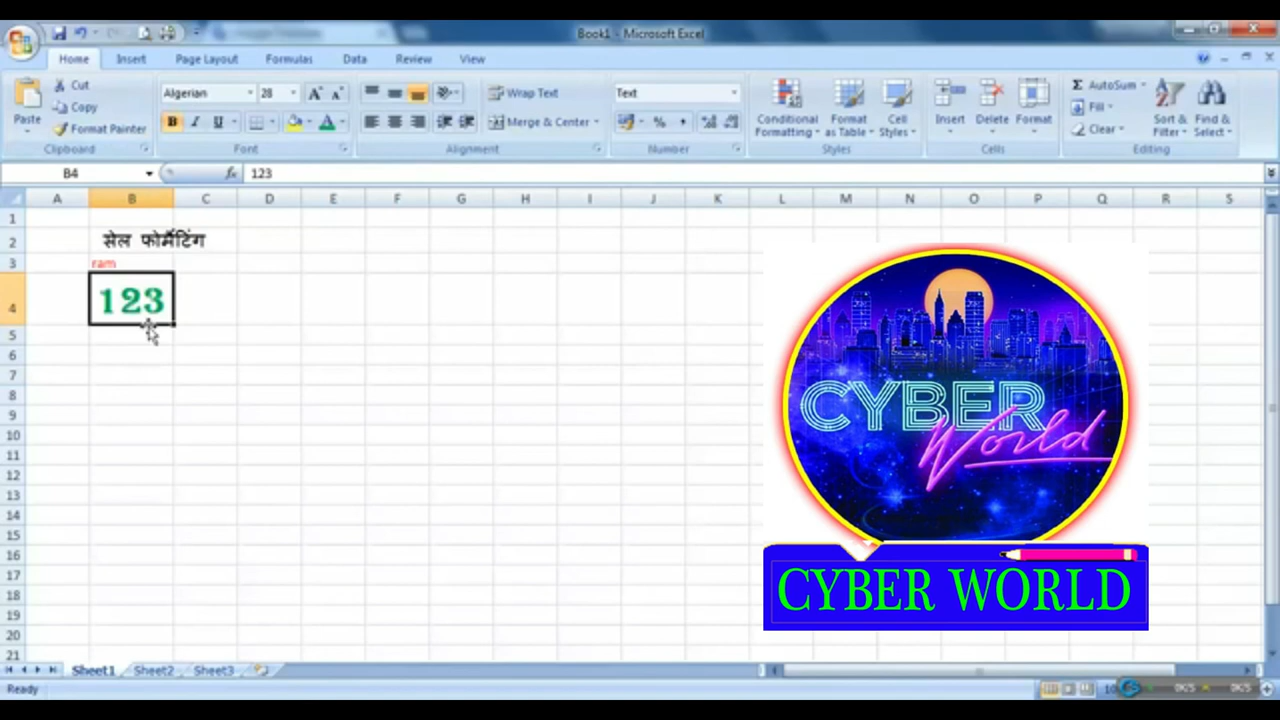 Book1 - Microsoft Excel
Home Insert Page Layout Formulas Data Review View
Cut
Copy
Format Painter
Paste
Clipboard
Algerian 28
B I U
Font
Wrap Text
Merge & Center
Alignment
Text
Number
Conditional Formatting
Format as Table
Cell Styles
Styles
Insert Delete Format
Cells
AutoSum
Fill
Clear
Sort & Filter
Find & Select
Editing
B4 fx 123
A B C D E F G H I J K L M N O P Q R S
1
2 सेल फोर्मैटिंग
3 ram
4 123
5
6
7
8
9
10
11
12
13
14
15
16
17
18
19
20
21
CYBER
World
CYBER WORLD
Sheet1 Sheet2 Sheet3
Ready